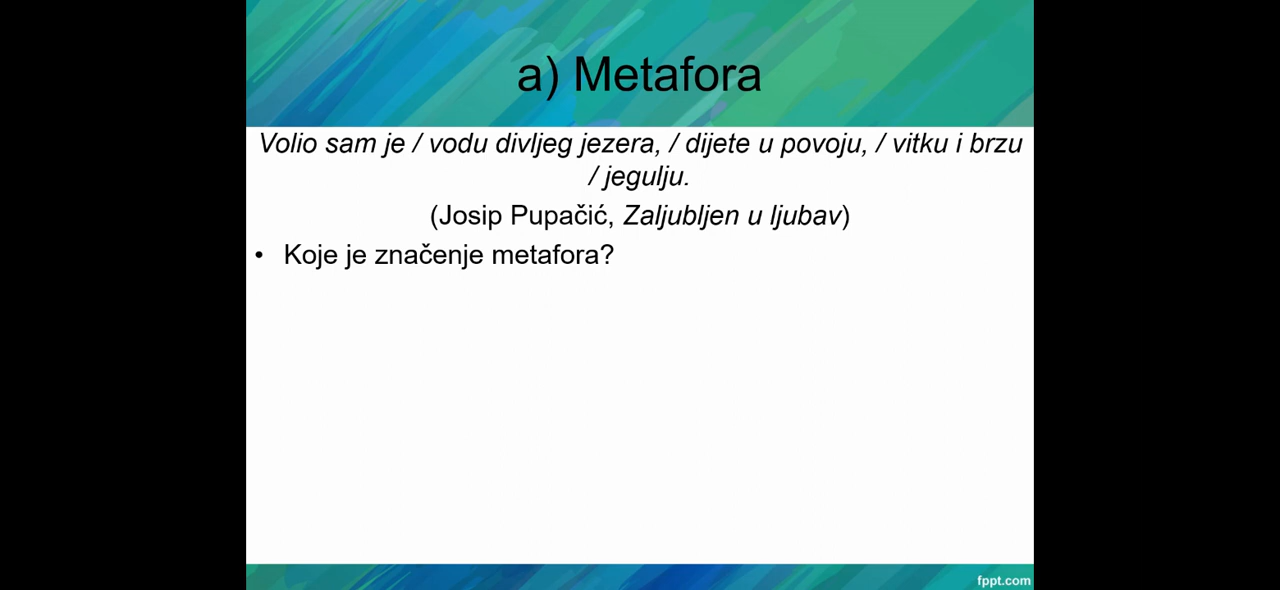 a) Metafora
Volio sam je / vodu divljeg jezera, / dijete u povoju, / vitku i brzu
/ jegulju.
(Josip Pupačić, Zaljubljen u ljubav)
• Koje je značenje metafora?
fppt.com